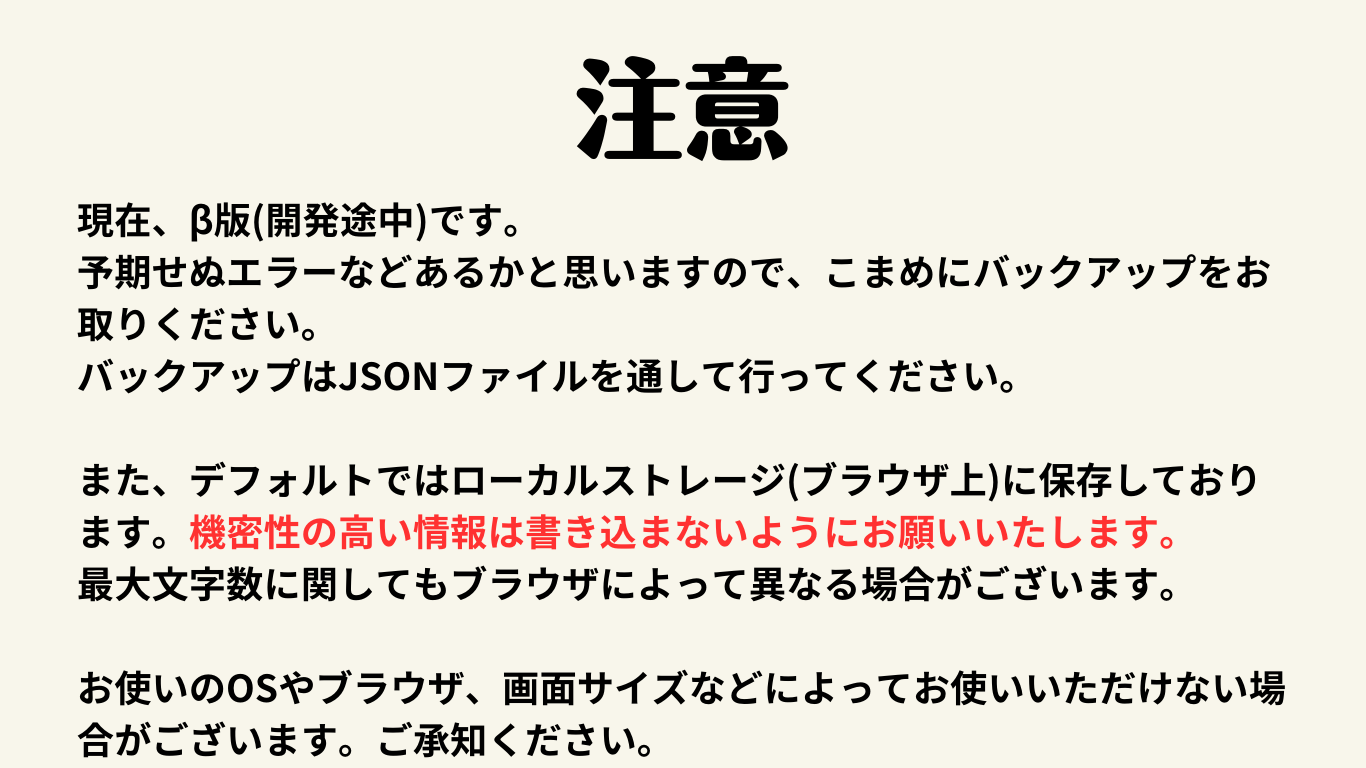 注意
現在、β版(開発途中)です。
予期せぬエラーなどあるかと思いますので、こまめにバックアップをお
取りください。
バックアップはJSONファイルを通して行ってください。
また、デフォルトではローカルストレージ(ブラウザ上)に保存しており
ます。機密性の高い情報は書き込まないようにお願いいたします。
最大文字数に関してもブラウザによって異なる場合がございます。
お使いのOSやブラウザ、画面サイズなどによってお使いいただけない場
合がございます。ご承知ください。